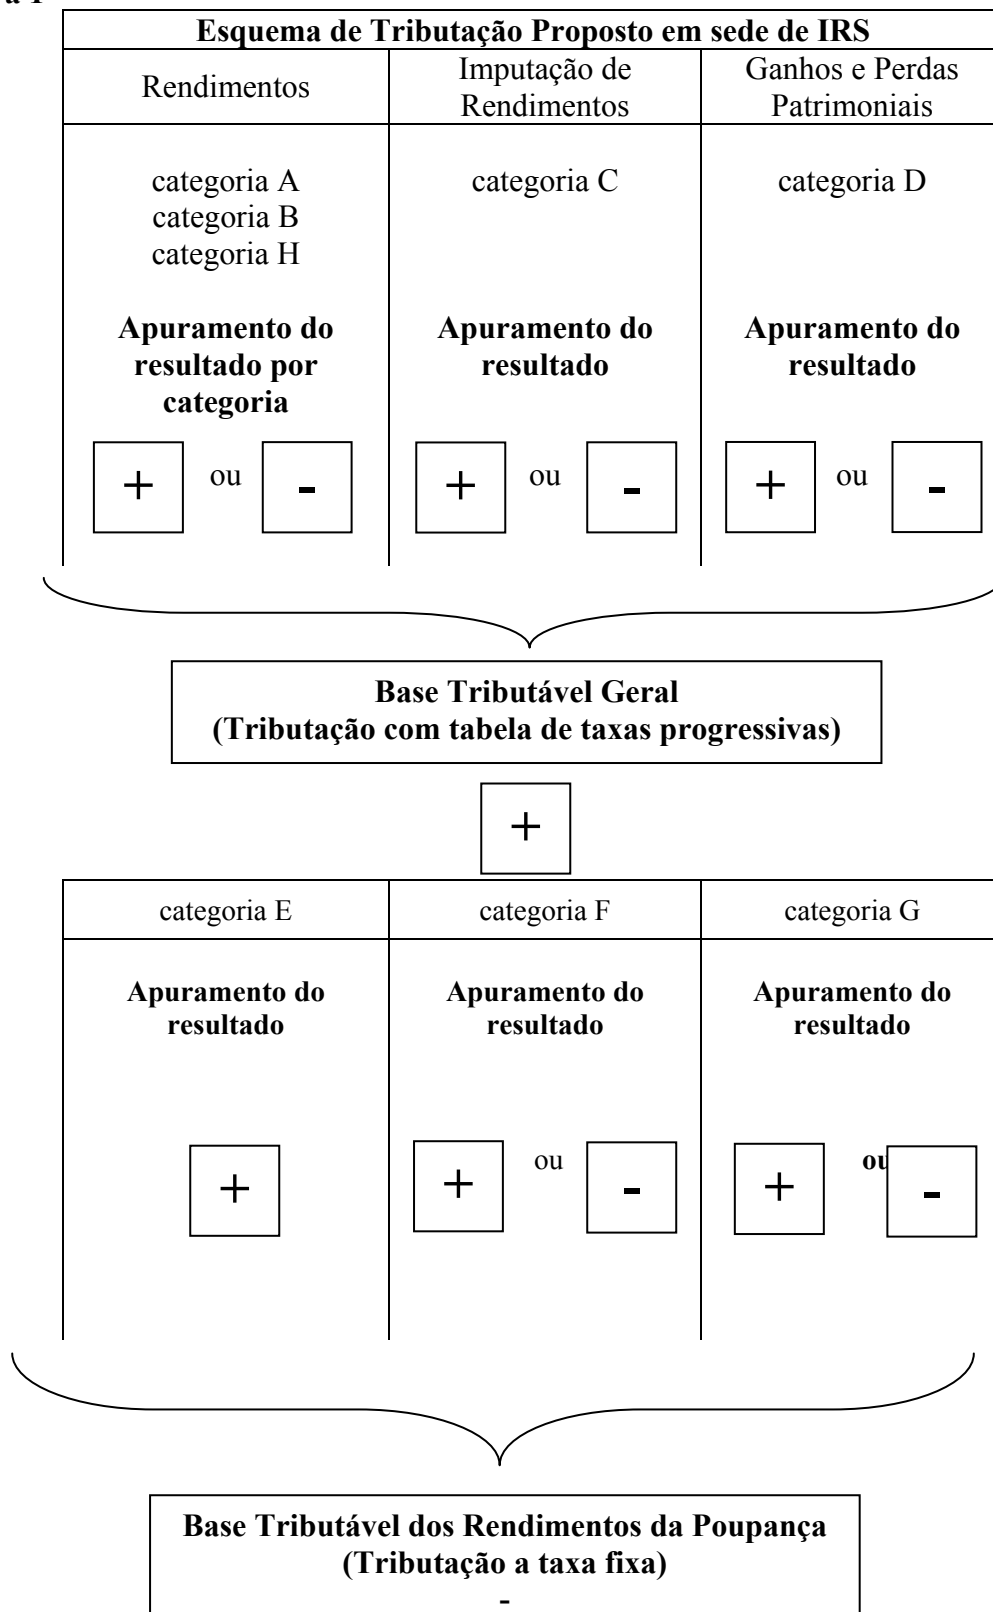 a 1
Esquema de Tributação Proposto em sede de IRS
Rendimentos
Imputação de
Rendimentos
Ganhos e Perdas
Patrimoniais
categoria A
categoria B
categoria H
Apuramento do
resultado por
categoria
+ ou -
categoria C
Apuramento do
resultado
+ ou -
categoria D
Apuramento do
resultado
+ ou -
Base Tributável Geral
(Tributação com tabela de taxas progressivas)
+
categoria E
categoria F
categoria G
Apuramento do
resultado
+
Apuramento do
resultado
+ ou -
Apuramento do
resultado
+ ou -
Base Tributável dos Rendimentos da Poupança
(Tributação a taxa fixa)
-